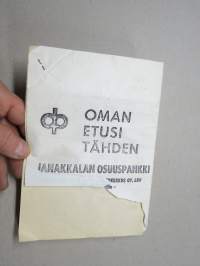 OMAN
ETUSI
TÄHDEN
JANAKKALAN OSUUSPANKKI